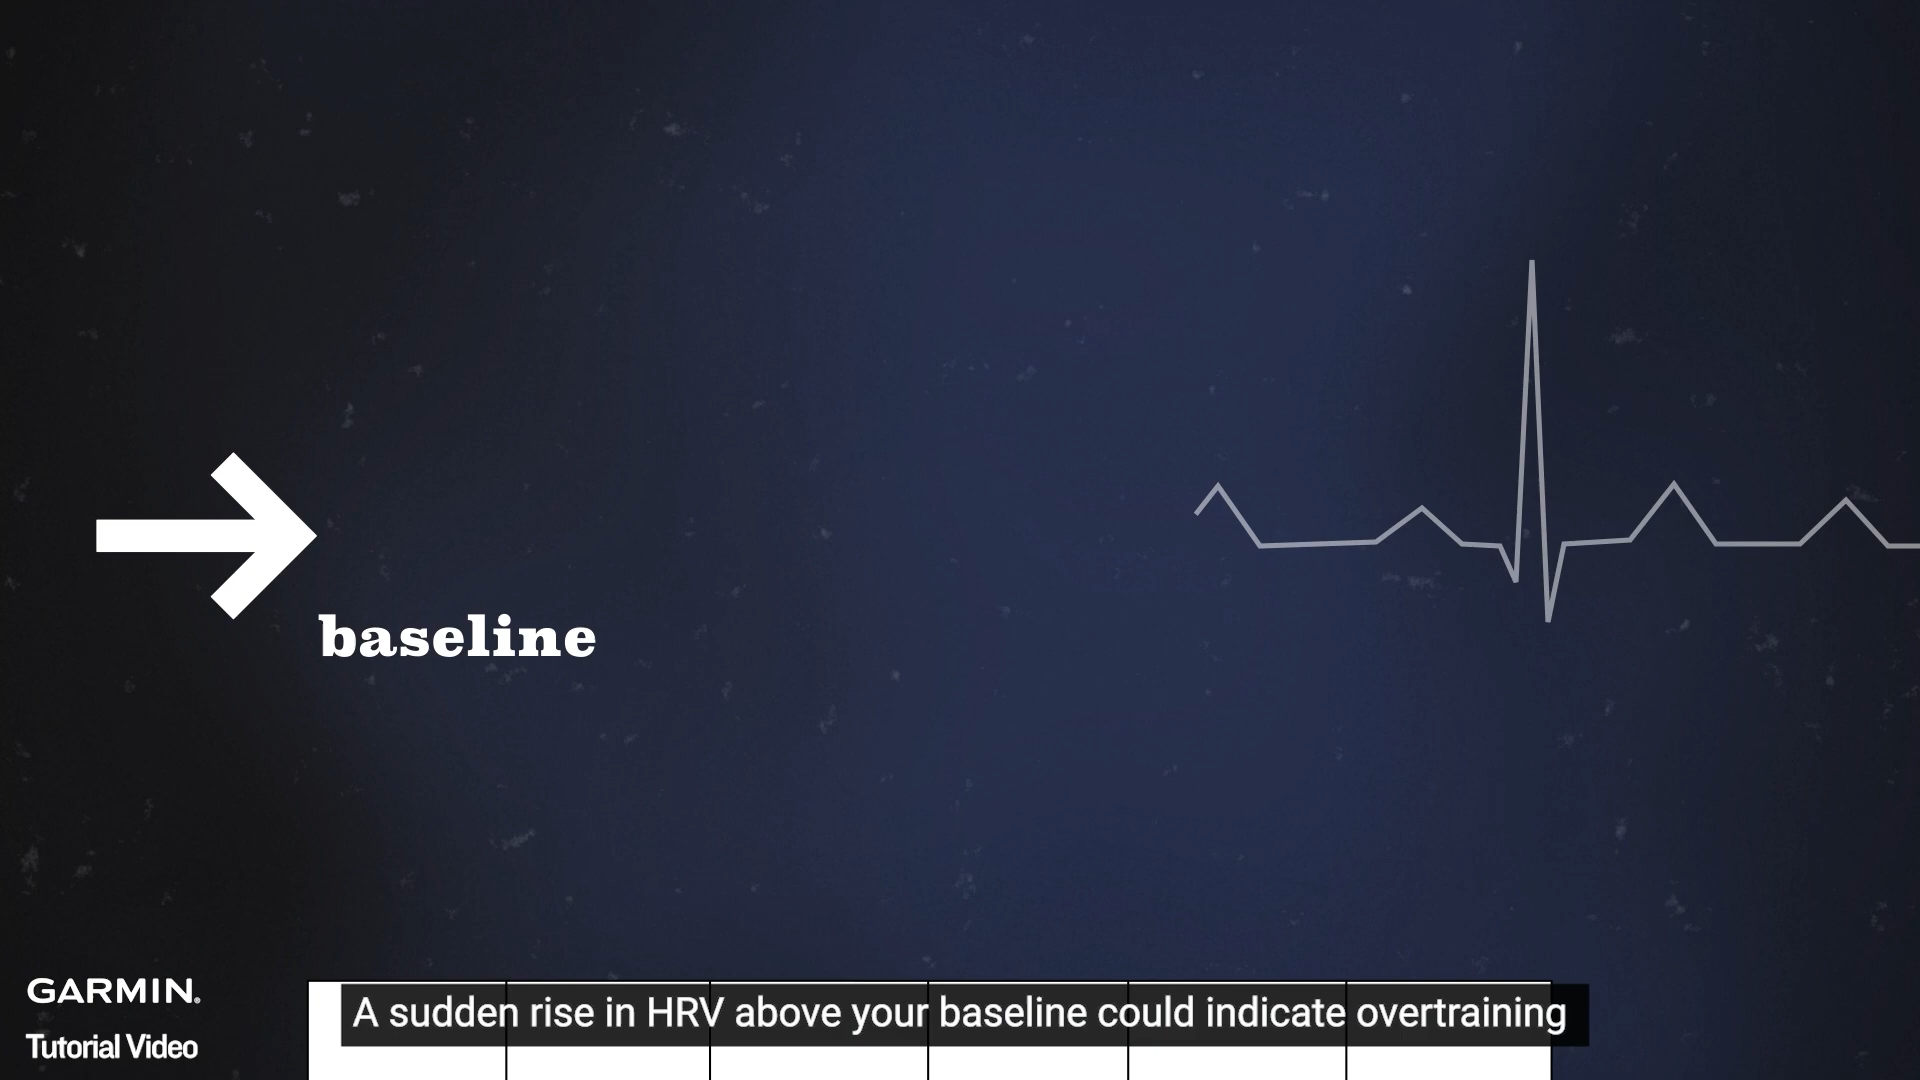 baseline
GARMIN.
Tutorial Video
A sudden rise in HRV above your baseline could indicate overtraining